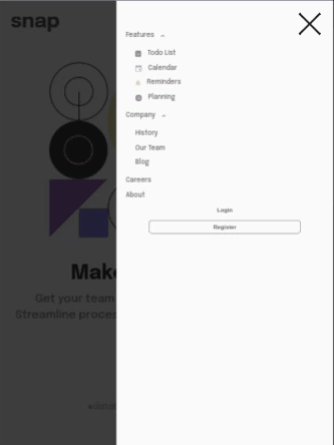 snap
Features
Todo List
Calendar
Reminders
Planning
Company
History
Our Team
Blog
Careers
About
Login
Register
Make
Get your team
Streamline proces